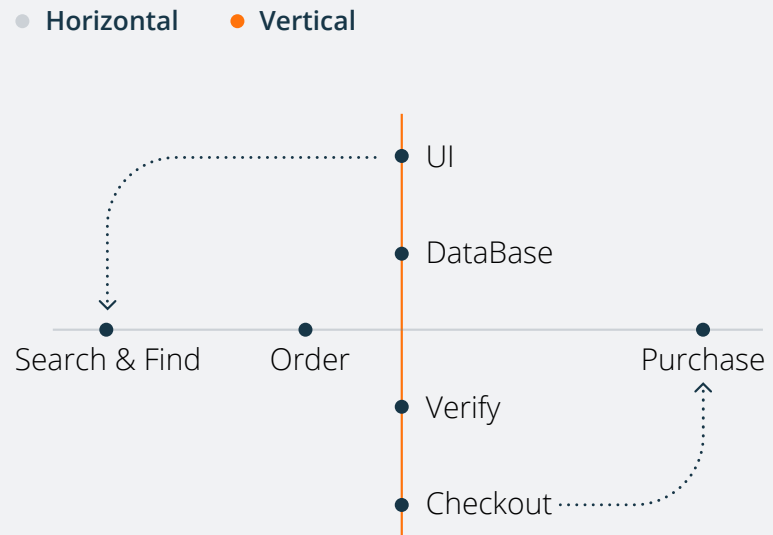 Horizontal
Vertical
UI
DataBase
Search & Find
Order
Purchase
Verify
Checkout